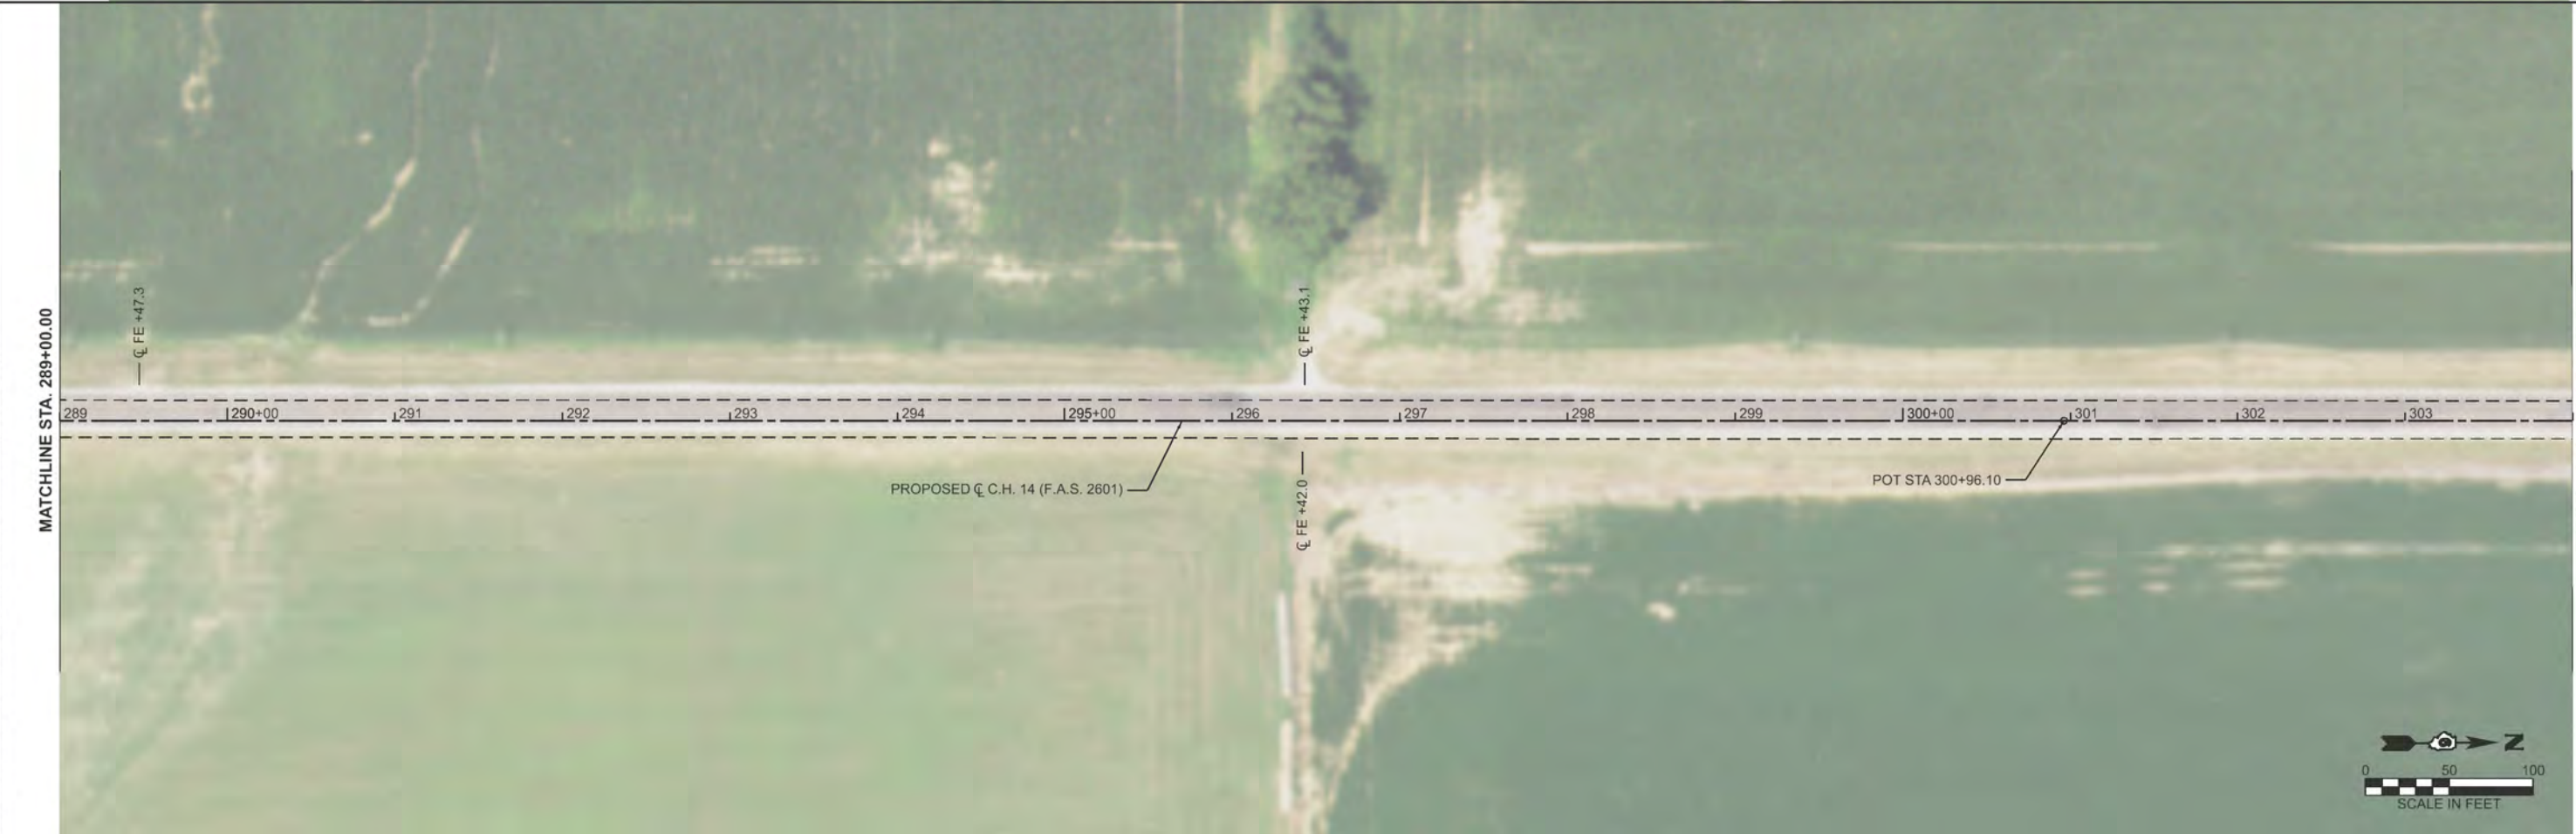 MATCHLINE STA. 289+00.00
℄ FE +47.3
℄ FE +43.1
289 290+00 291 292 293 294 295+00 296 297 298 299 300+00 301 302 303
PROPOSED ℄ C.H. 14 (F.A.S. 2601)
℄ FE +42.0
POT STA 300+96.10
N
0 50 100
SCALE IN FEET